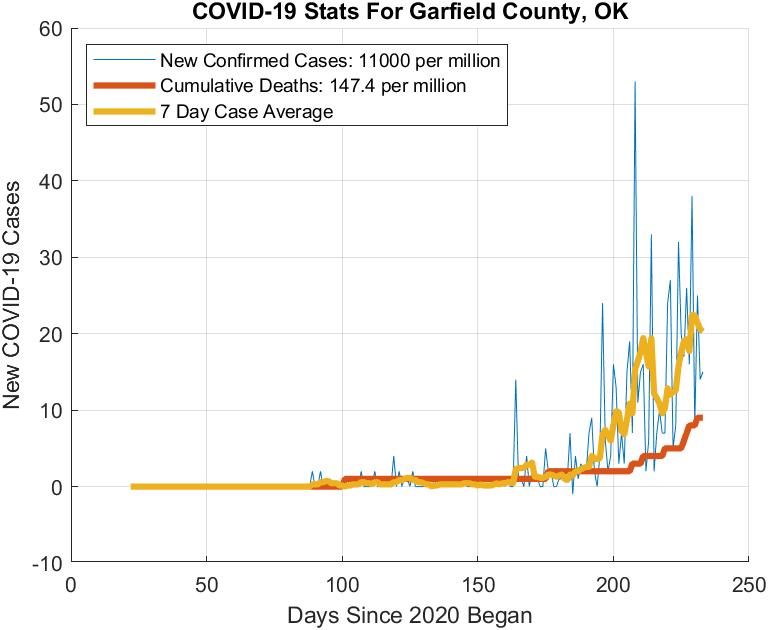 COVID-19 Stats For Garfield County, OK
New Confirmed Cases: 11000 per million
Cumulative Deaths: 147.4 per million
7 Day Case Average
New COVID-19 Cases
60
50
40
30
20
10
0
-10
0 50 100 150 200 250
Days Since 2020 Began